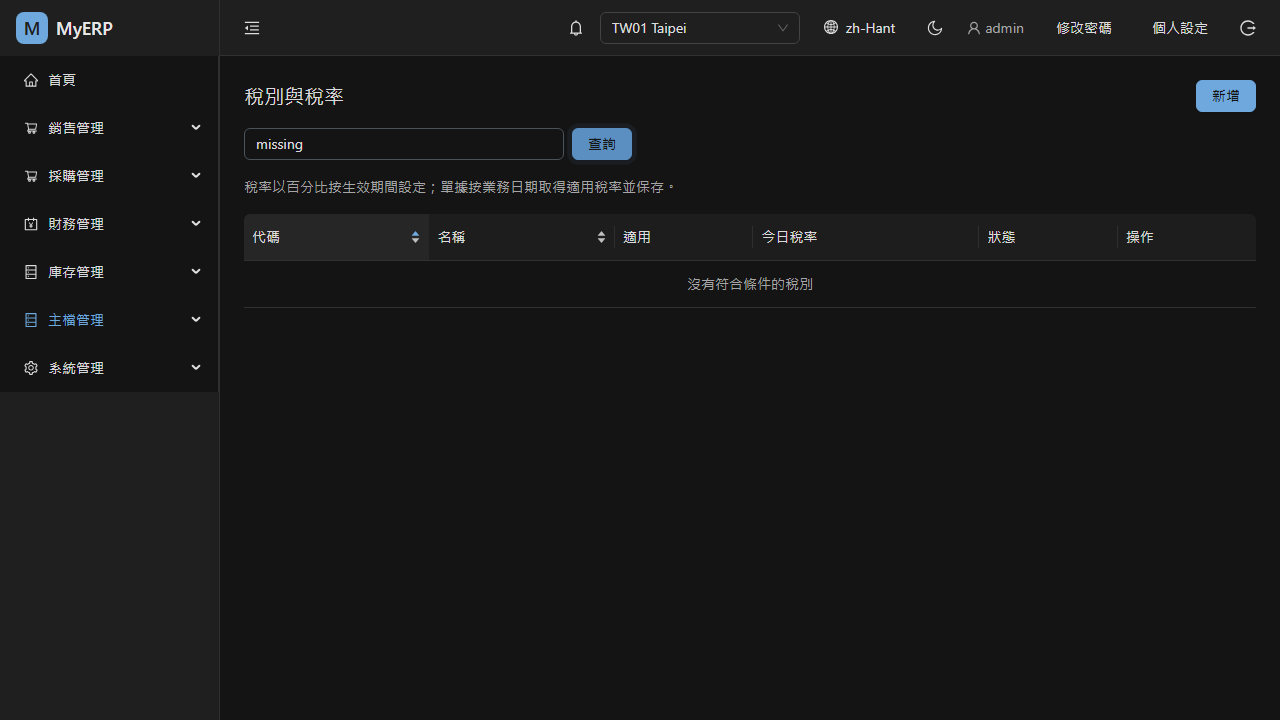 M MyERP
TW01 Taipei
zh-Hant
admin
修改密碼
個人設定
首頁
銷售管理
採購管理
財務管理
庫存管理
主檔管理
系統管理
稅別與稅率
新增
missing
查詢
稅率以百分比按生效期間設定；單據按業務日期取得適用稅率並保存。
代碼 名稱 適用 今日稅率 狀態 操作
沒有符合條件的稅別